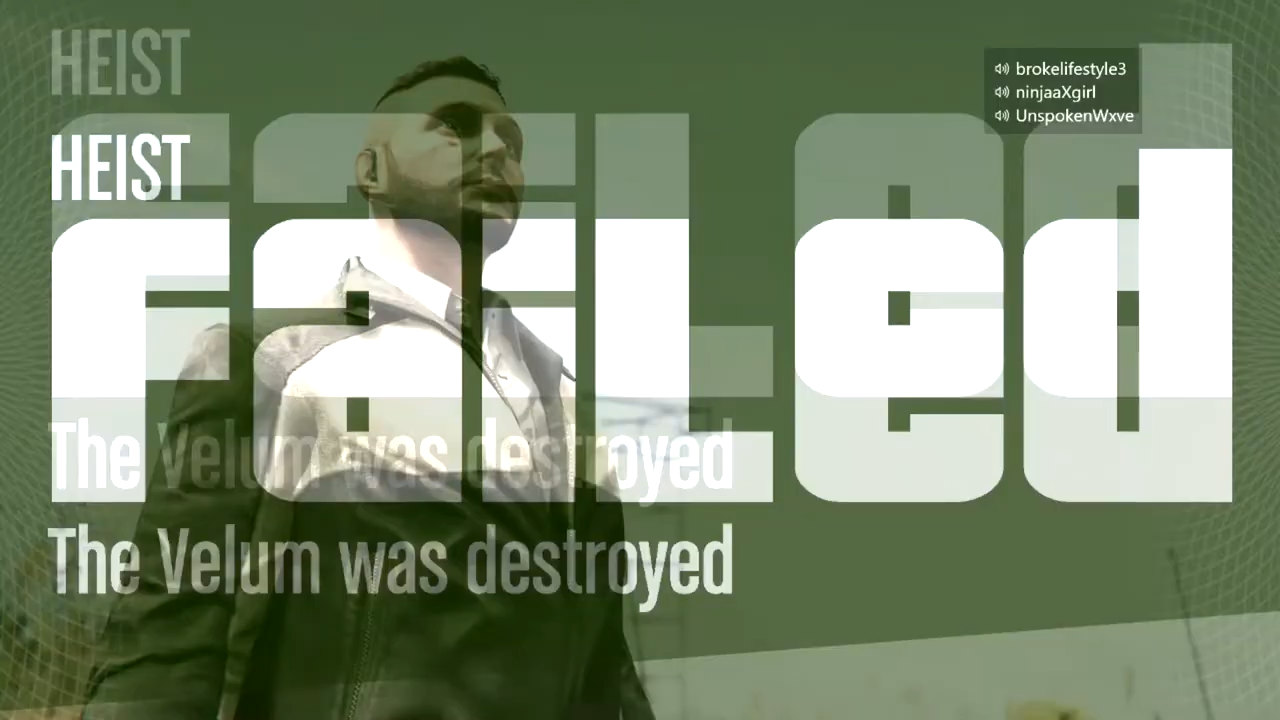 HEIST
brokelifestyle3
ninjaaXgirl
UnspokenWxve
HEIST
FaiLed
The Velum was destroyed
The Velum was destroyed